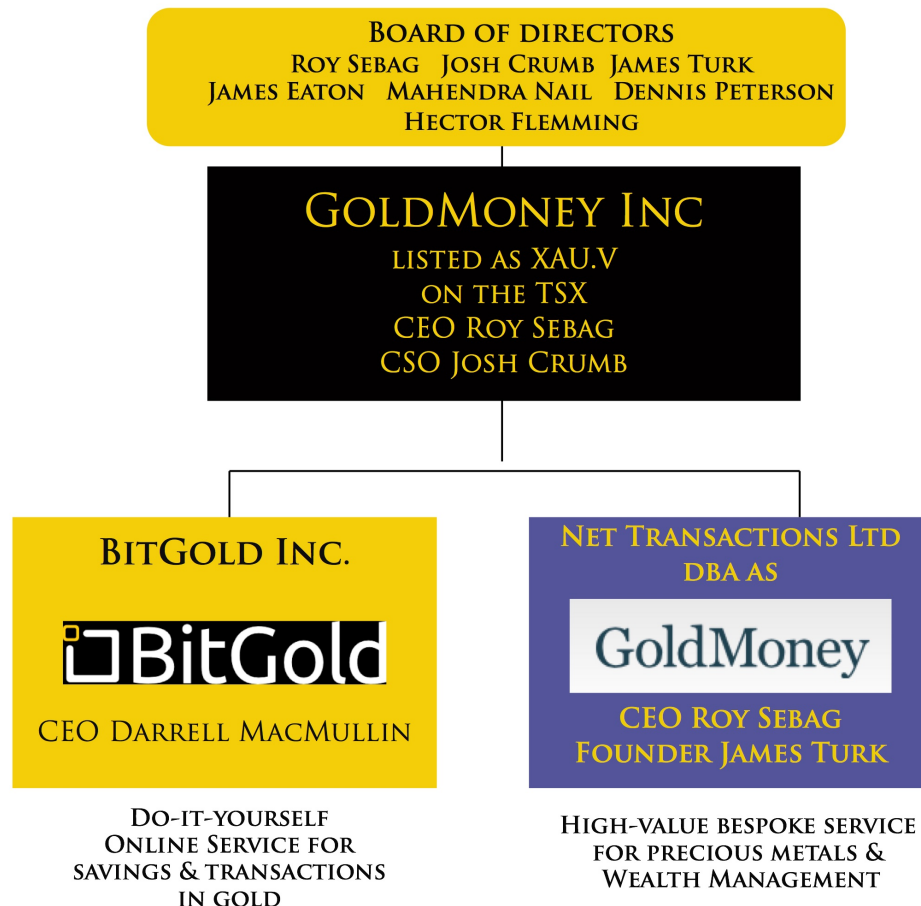 Board of directors
Roy Sebag Josh Crumb James Turk
James Eaton Mahendra Nail Dennis Peterson
Hector Flemming
GoldMoney Inc
listed as XAU.V
on the TSX
CEO Roy Sebag
CSO Josh Crumb
BitGold Inc.
BitGold
CEO Darrell MacMullin
Do-it-yourself
Online Service for
savings & transactions
in gold
Net Transactions Ltd
dba as
GoldMoney
CEO Roy Sebag
Founder James Turk
High-value bespoke service
for precious metals &
Wealth Management